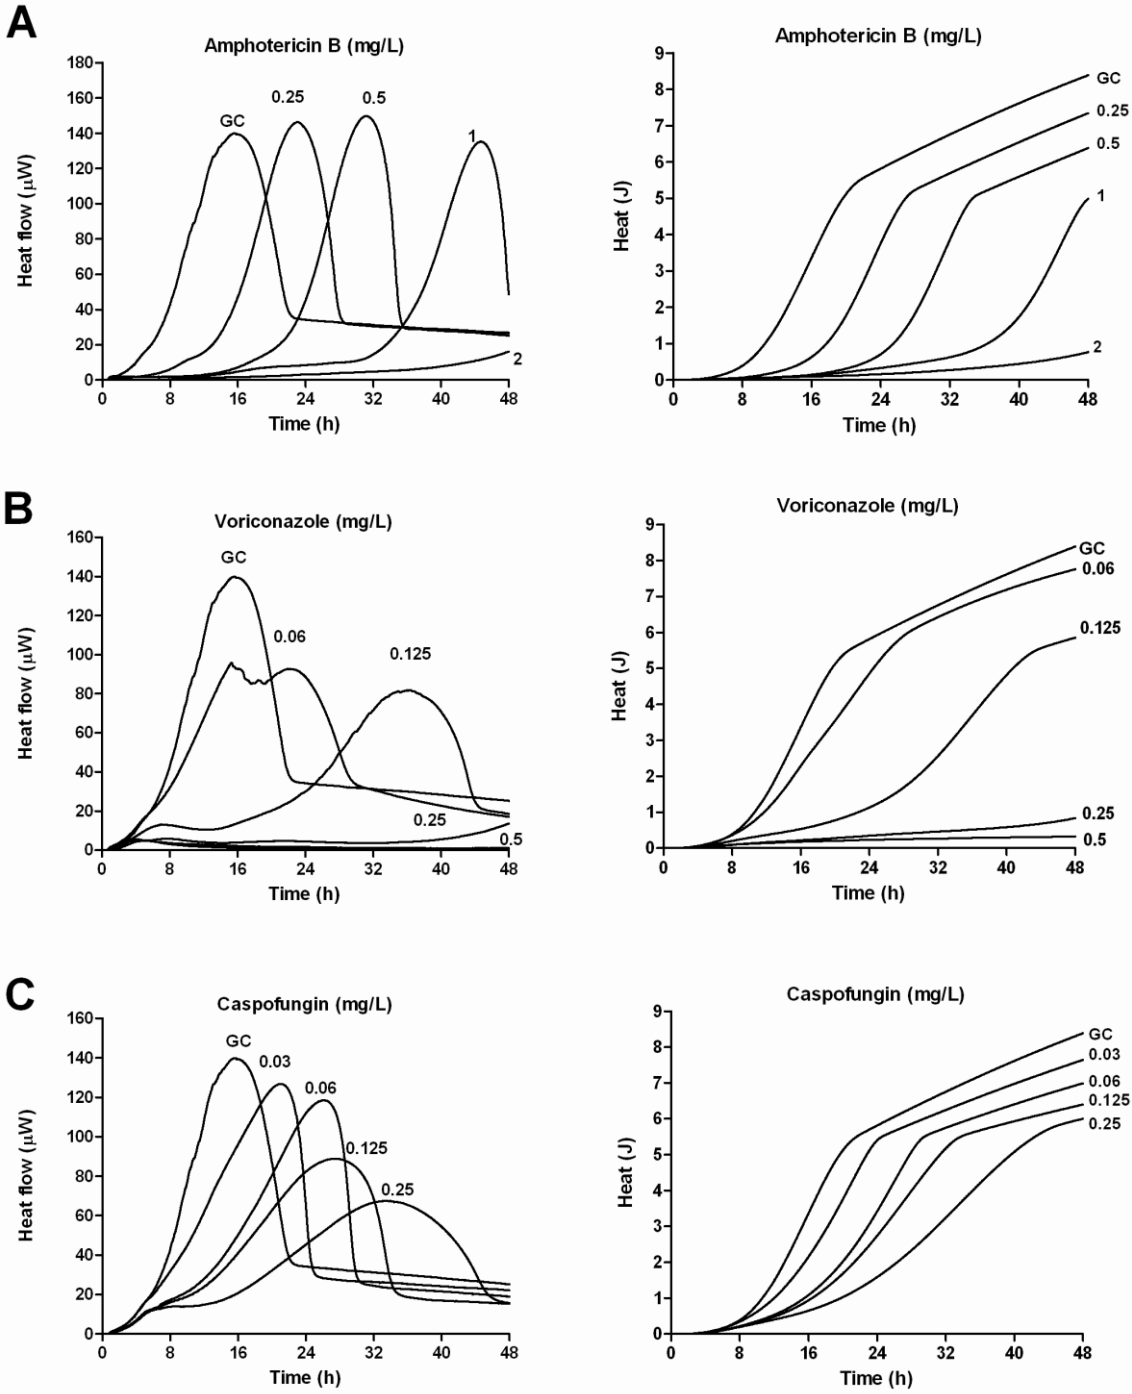 A
Amphotericin B (mg/L)
Heat flow (µW)
180
160
140
120
100
80
60
40
20
0
GC
0.25
0.5
1
2
0 8 16 24 32 40 48
Time (h)
Amphotericin B (mg/L)
Heat (J)
9
8
7
6
5
4
3
2
1
0
GC
0.25
0.5
1
2
0 8 16 24 32 40 48
Time (h)
B
Voriconazole (mg/L)
Heat flow (µW)
160
140
120
100
80
60
40
20
0
GC
0.06
0.125
0.25
0.5
0 8 16 24 32 40 48
Time (h)
Voriconazole (mg/L)
Heat (J)
9
8
7
6
5
4
3
2
1
0
GC
0.06
0.125
0.25
0.5
0 8 16 24 32 40 48
Time (h)
C
Caspofungin (mg/L)
Heat flow (µW)
160
140
120
100
80
60
40
20
0
GC
0.03
0.06
0.125
0.25
0 8 16 24 32 40 48
Time (h)
Caspofungin (mg/L)
Heat (J)
9
8
7
6
5
4
3
2
1
0
GC
0.03
0.06
0.125
0.25
0 8 16 24 32 40 48
Time (h)